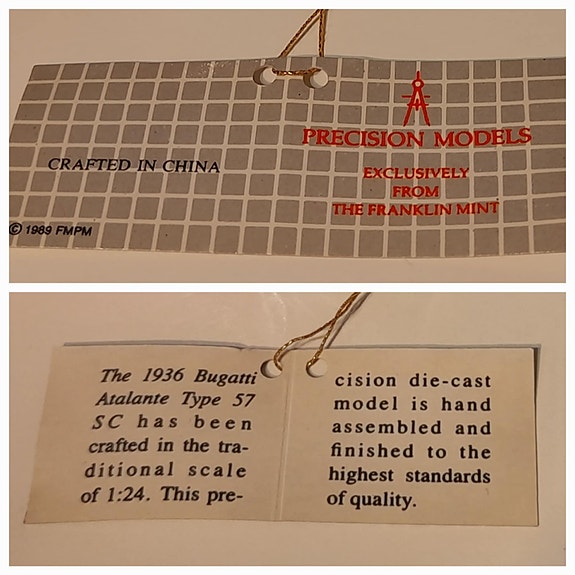 PRECISION MODELS
CRAFTED IN CHINA
EXCLUSIVELY
FROM
THE FRANKLIN MINT
© 1989 FMPM
The 1936 Bugatti
Atalante Type 57
SC has been
crafted in the tra-
ditional scale
of 1:24. This pre-
cision die-cast
model is hand
assembled and
finished to the
highest standards
of quality.